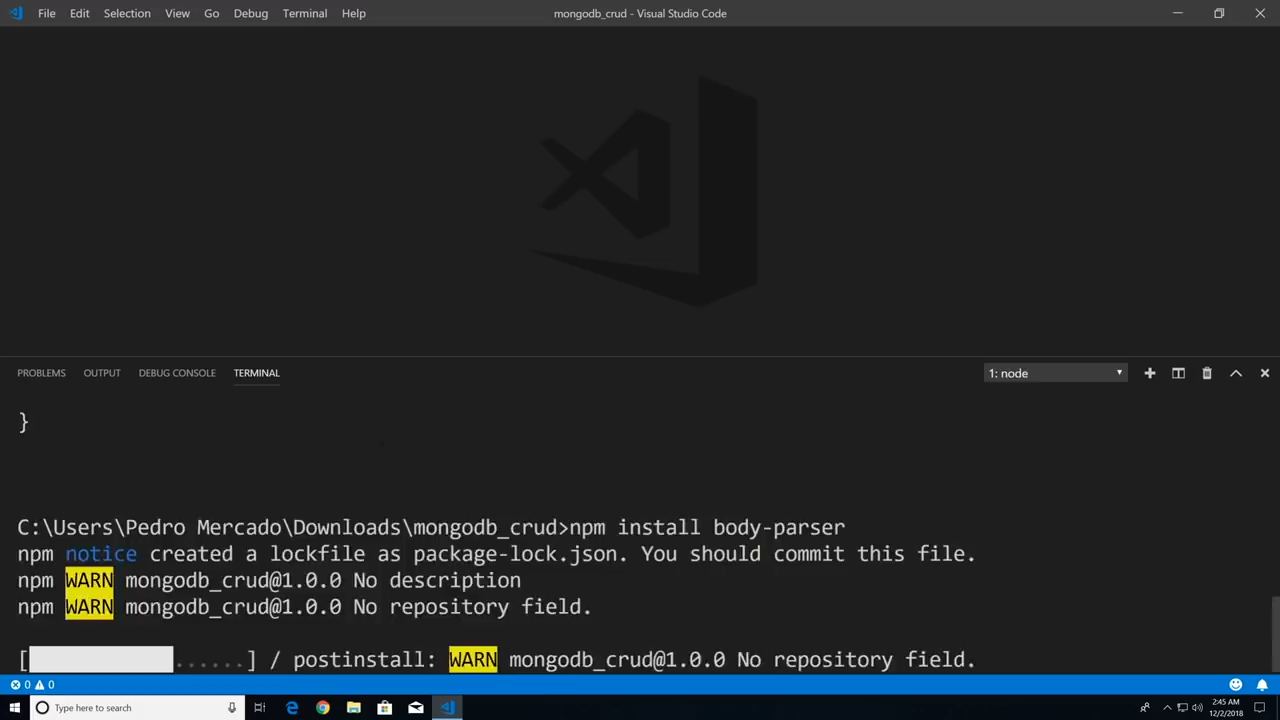 File Edit Selection View Go Debug Terminal Help
mongodb_crud - Visual Studio Code
PROBLEMS OUTPUT DEBUG CONSOLE TERMINAL
1: node
}
C:\Users\Pedro Mercado\Downloads\mongodb_crud>npm install body-parser
npm notice created a lockfile as package-lock.json. You should commit this file.
npm WARN mongodb_crud@1.0.0 No description
npm WARN mongodb_crud@1.0.0 No repository field.
[ ......] / postinstall: WARN mongodb_crud@1.0.0 No repository field.
0 0
Type here to search
2:45 AM
12/2/2018